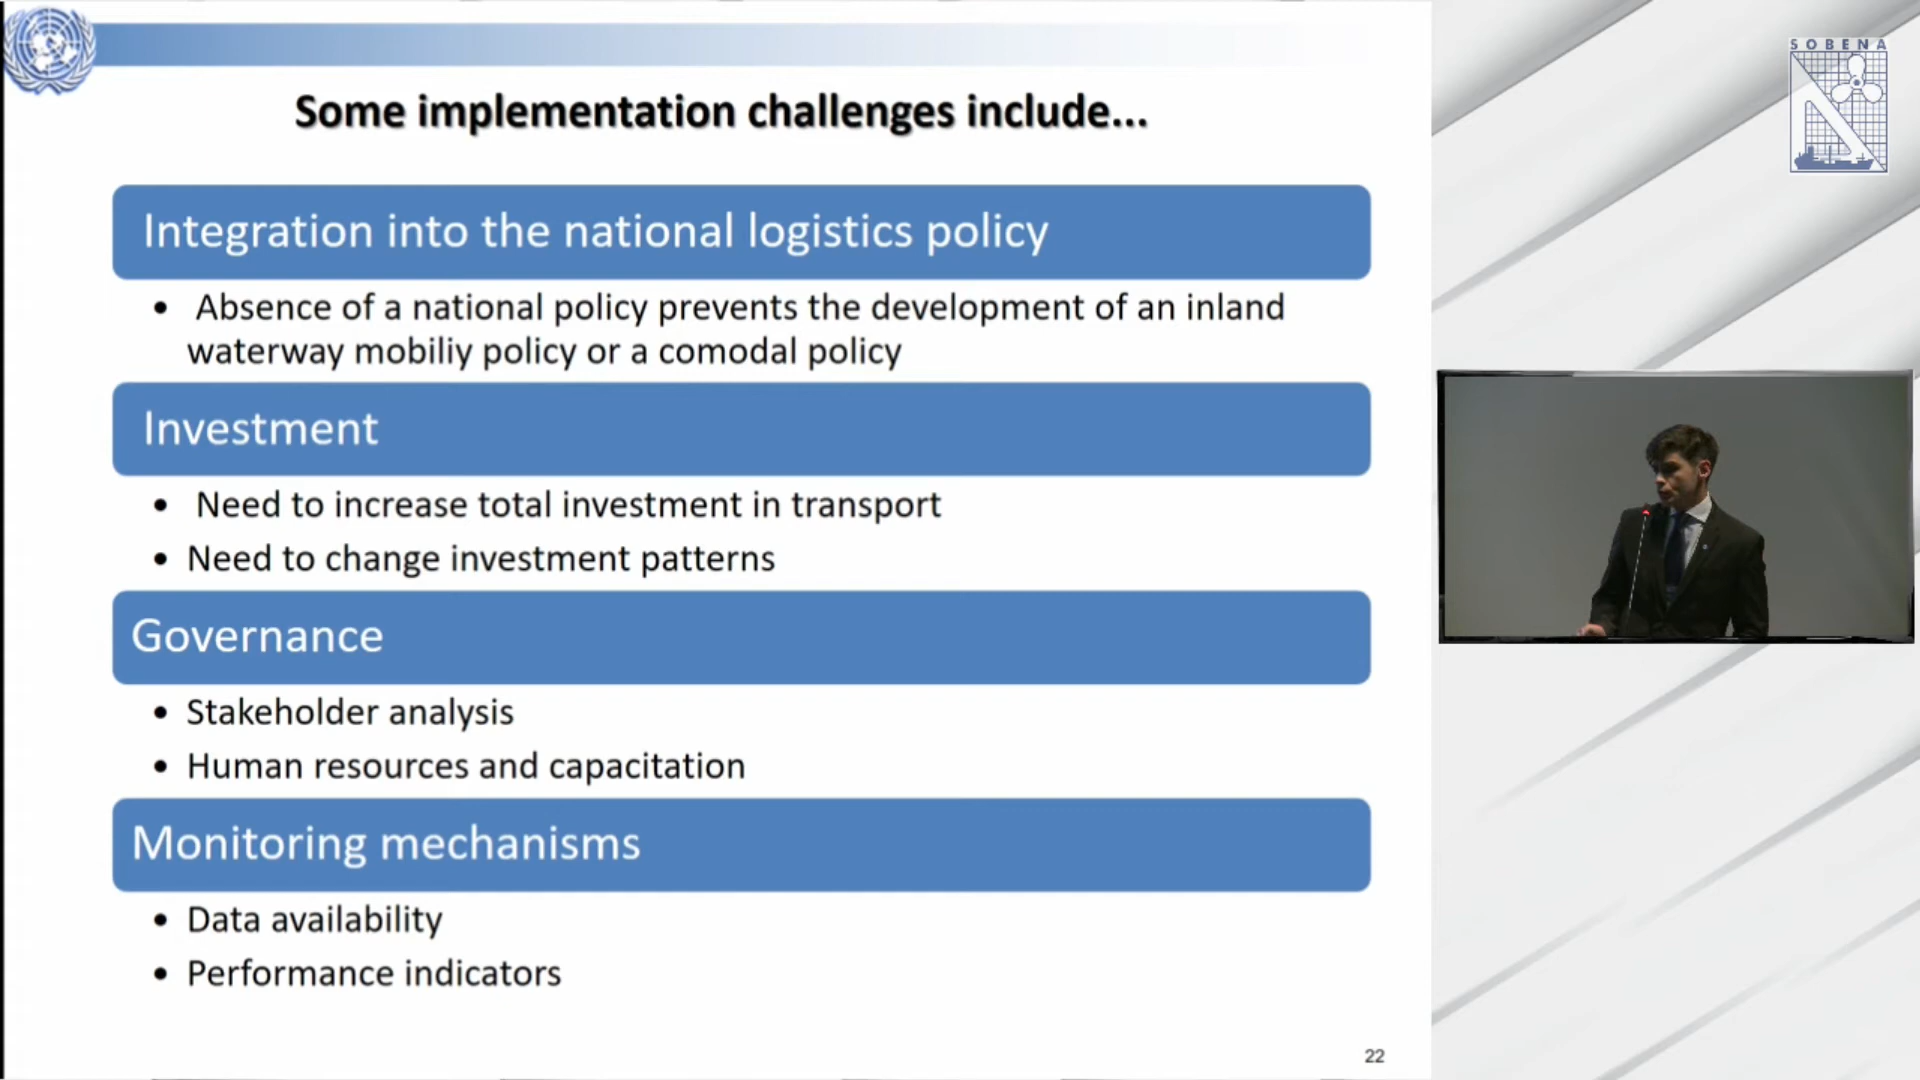 Some implementation challenges include...
Integration into the national logistics policy
• Absence of a national policy prevents the development of an inland
waterway mobiliy policy or a comodal policy
Investment
• Need to increase total investment in transport
• Need to change investment patterns
Governance
• Stakeholder analysis
• Human resources and capacitation
Monitoring mechanisms
• Data availability
• Performance indicators
22
SOBENA